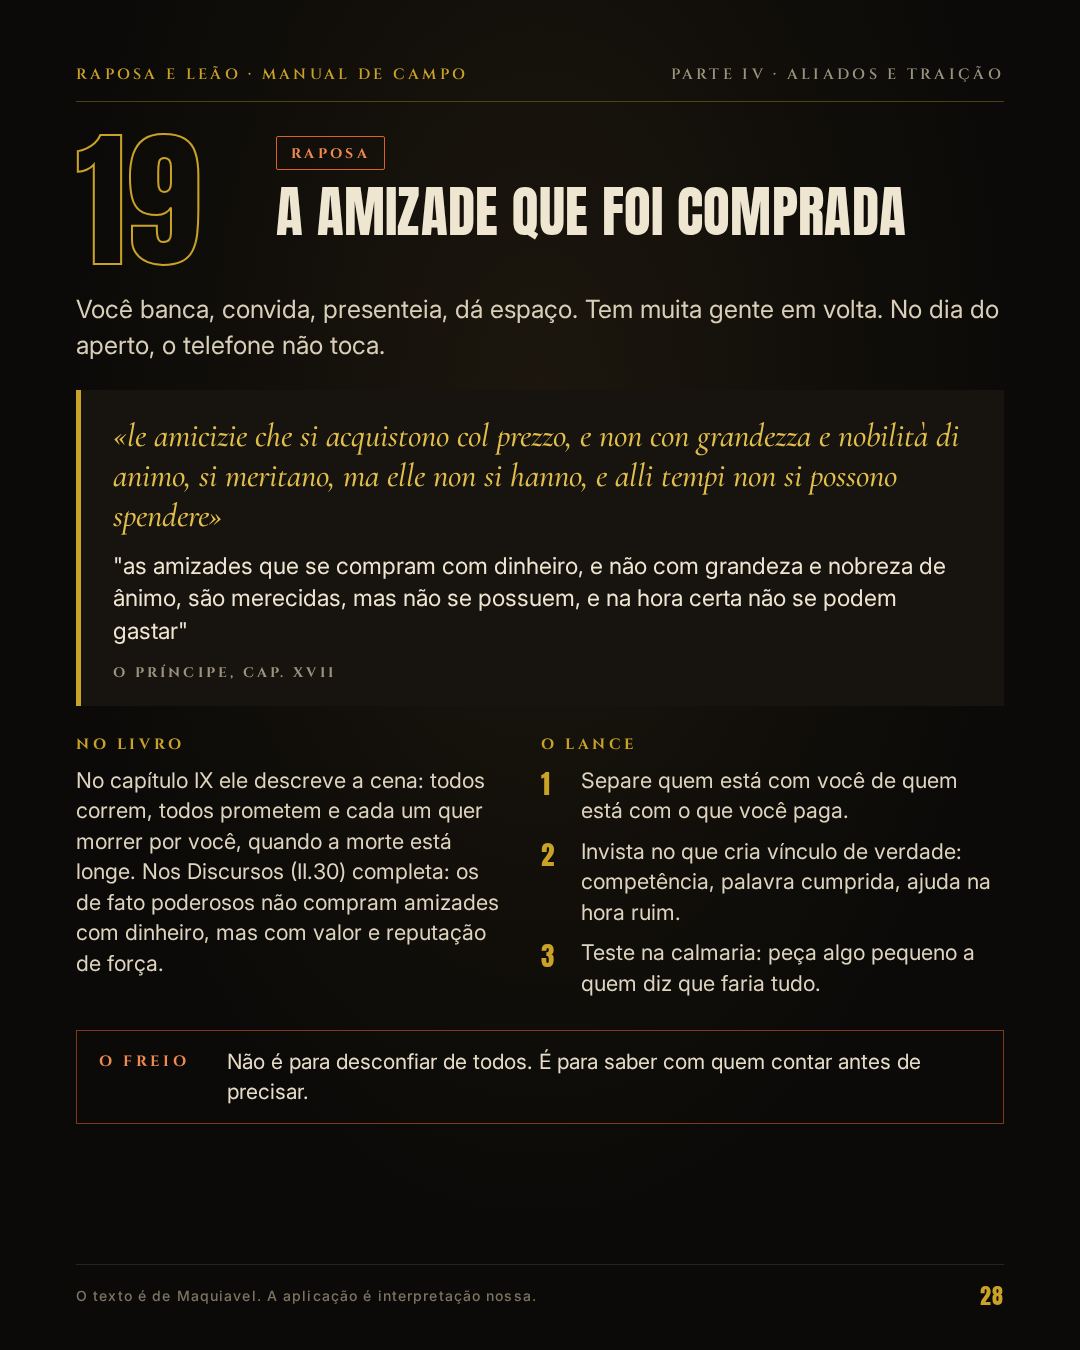 RAPOSA E LEÃO · MANUAL DE CAMPO
PARTE IV · ALIADOS E TRAIÇÃO
19
RAPOSA
A AMIZADE QUE FOI COMPRADA
Você banca, convida, presenteia, dá espaço. Tem muita gente em volta. No dia do
aperto, o telefone não toca.
«le amicizie che si acquistono col prezzo, e non con grandezza e nobilità di
animo, si meritano, ma elle non si hanno, e alli tempi non si possono
spendere»
"as amizades que se compram com dinheiro, e não com grandeza e nobreza de
ânimo, são merecidas, mas não se possuem, e na hora certa não se podem
gastar"
O PRÍNCIPE, CAP. XVII
NO LIVRO
No capítulo IX ele descreve a cena: todos
correm, todos prometem e cada um quer
morrer por você, quando a morte está
longe. Nos Discursos (II.30) completa: os
de fato poderosos não compram amizades
com dinheiro, mas com valor e reputação
de força.
O LANCE
1 Separe quem está com você de quem
está com o que você paga.
2 Invista no que cria vínculo de verdade:
competência, palavra cumprida, ajuda na
hora ruim.
3 Teste na calmaria: peça algo pequeno a
quem diz que faria tudo.
O FREIO
Não é para desconfiar de todos. É para saber com quem contar antes de
precisar.
O texto é de Maquiavel. A aplicação é interpretação nossa.
28